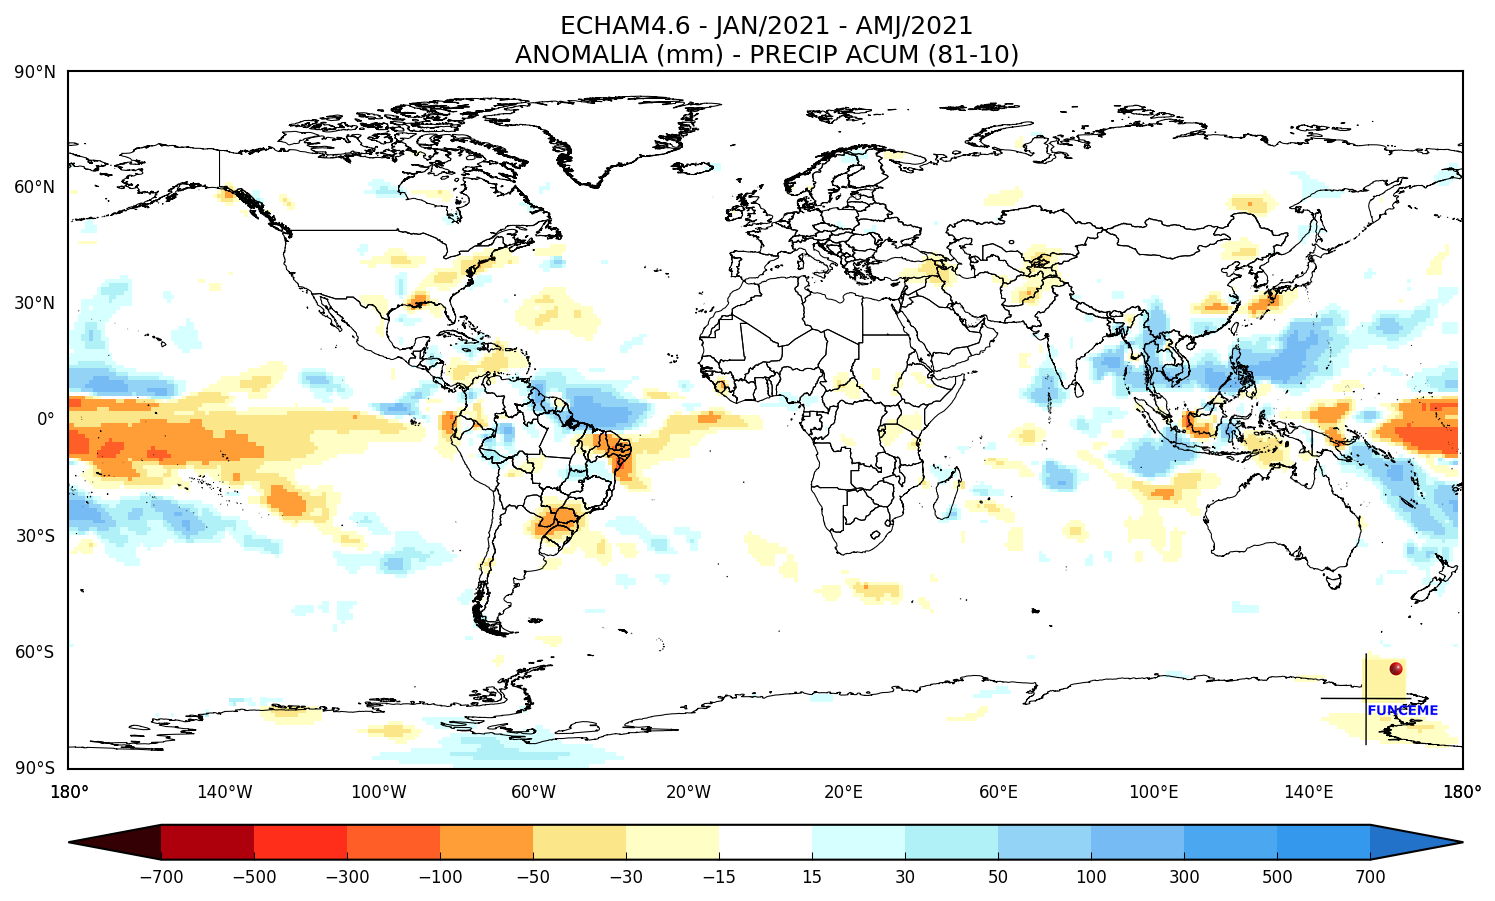 ECHAM4.6 - JAN/2021 - AMJ/2021
ANOMALIA (mm) - PRECIP ACUM (81-10)
90°N
60°N
30°N
0°
30°S
60°S
90°S
FUNCEME
180° 140°W 100°W 60°W 20°W 20°E 60°E 100°E 140°E 180°
−700 −500 −300 −100 −50 −30 −15 15 30 50 100 300 500 700